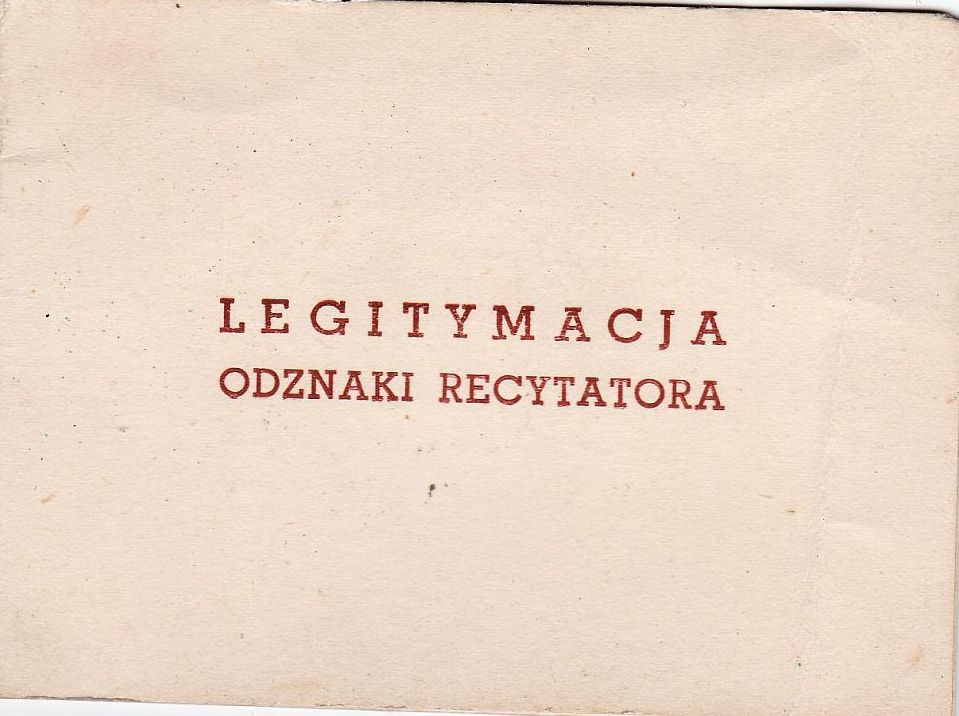 LEGITYMACJA
ODZNAKI RECYTATORA